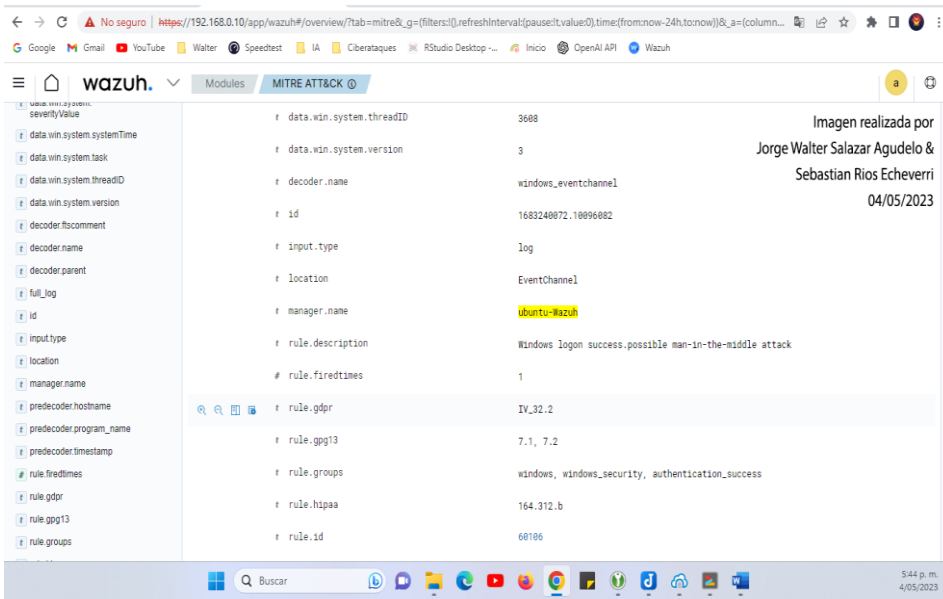 No seguro https://192.168.0.10/app/wazuh#/overview/?tab=mitre&_g=(filters:!(),refreshInterval:(pause:!t,value:0),time:(from:now-24h,to:now))&_a=(column...
Google Gmail YouTube Walter Speedtest IA Ciberataques RStudio Desktop -... Inicio OpenAI API Wazuh
wazuh. Modules MITRE ATT&CK a
data.win.system.
severityValue
data.win.system.systemTime
data.win.system.task
data.win.system.threadID
data.win.system.version
decoder.ftscomment
decoder.name
decoder.parent
full_log
id
input.type
location
manager.name
predecoder.hostname
predecoder.program_name
predecoder.timestamp
rule.firedtimes
rule.gdpr
rule.gpg13
rule.groups
t data.win.system.threadID 3608
t data.win.system.version 3
t decoder.name windows_eventchannel
t id 1683240072.10096082
t input.type log
t location EventChannel
t manager.name ubuntu-Wazuh
t rule.description Windows logon success.possible man-in-the-middle attack
# rule.firedtimes 1
t rule.gdpr IV_32.2
t rule.gpg13 7.1, 7.2
t rule.groups windows, windows_security, authentication_success
t rule.hipaa 164.312.b
t rule.id 60106
Imagen realizada por
Jorge Walter Salazar Agudelo &
Sebastian Rios Echeverri
04/05/2023
Buscar
5:44 p. m.
4/05/2023